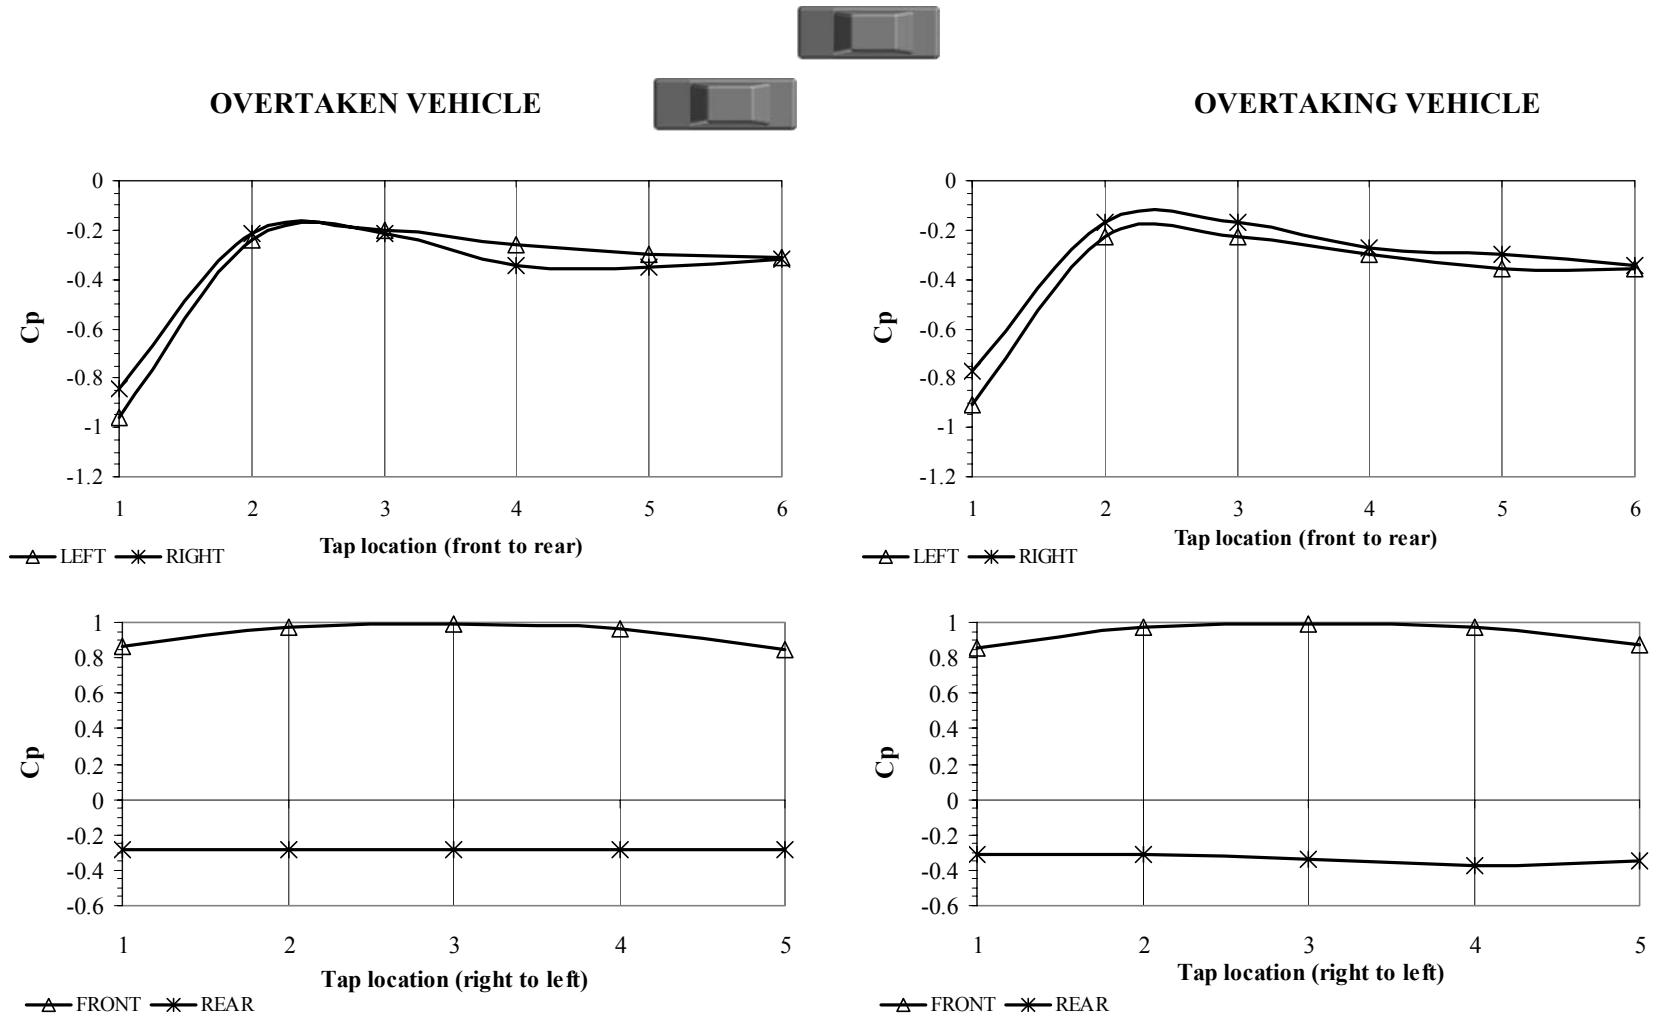 OVERTAKEN VEHICLE
OVERTAKING VEHICLE
0
-0.2
-0.4
-0.6
-0.8
-1
-1.2
Cp
1 2 3 4 5 6
Tap location (front to rear)
LEFT RIGHT
0
-0.2
-0.4
-0.6
-0.8
-1
-1.2
Cp
1 2 3 4 5 6
Tap location (front to rear)
LEFT RIGHT
1
0.8
0.6
0.4
0.2
0
-0.2
-0.4
-0.6
Cp
1 2 3 4 5
Tap location (right to left)
FRONT REAR
1
0.8
0.6
0.4
0.2
0
-0.2
-0.4
-0.6
Cp
1 2 3 4 5
Tap location (right to left)
FRONT REAR